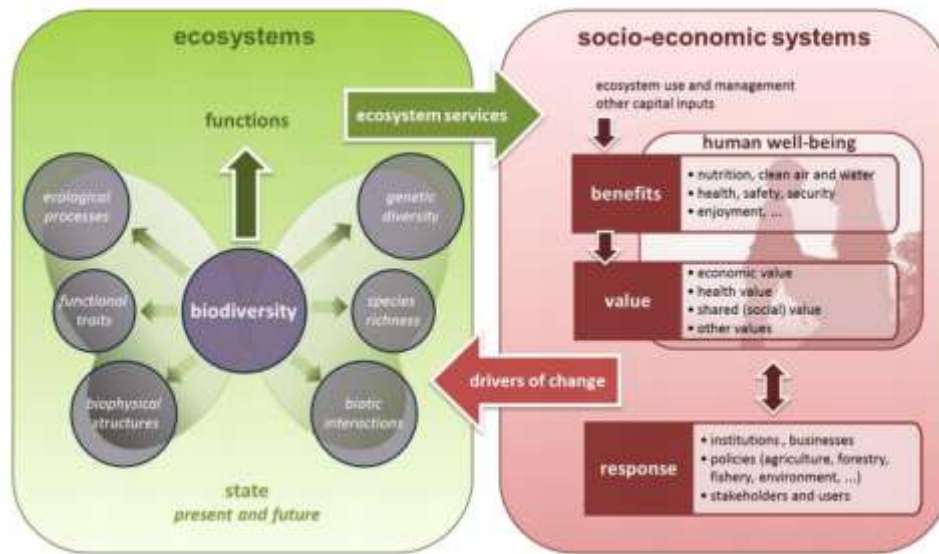 ecosystems
functions
ecological
processes
genetic
diversity
functional
traits
biodiversity
species
richness
biophysical
structures
biotic
interactions
state
present and future
ecosystem services
drivers of change
socio-economic systems
ecosystem use and management
other capital inputs
human well-being
benefits
• nutrition, clean air and water
• health, safety, security
• enjoyment, ...
value
• economic value
• health value
• shared (social) value
• other values
response
• institutions , businesses
• policies (agriculture, forestry,
fishery, environment, ...)
• stakeholders and users